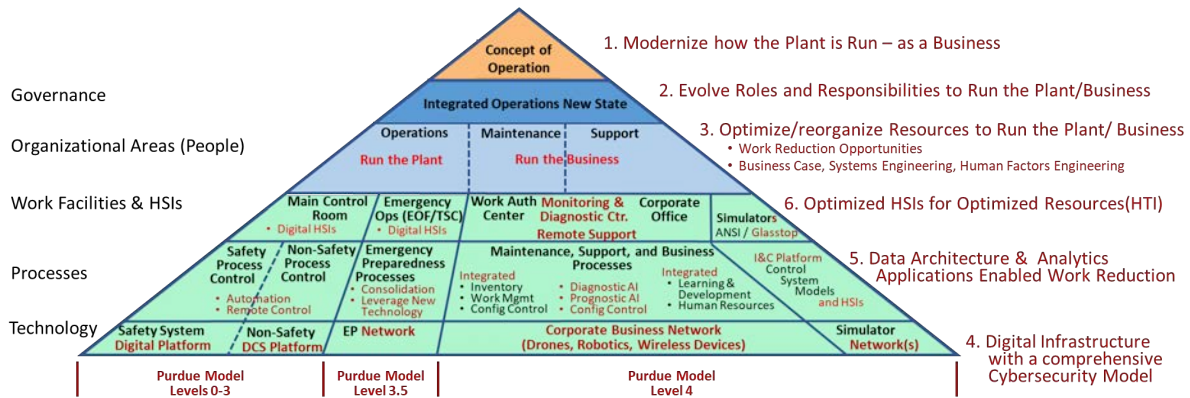 Concept of
Operation
1. Modernize how the Plant is Run – as a Business
Governance
Integrated Operations New State
2. Evolve Roles and Responsibilities to Run the Plant/Business
Organizational Areas (People)
Operations
Maintenance
Support
Run the Plant
Run the Business
3. Optimize/reorganize Resources to Run the Plant/ Business
• Work Reduction Opportunities
• Business Case, Systems Engineering, Human Factors Engineering
Work Facilities & HSIs
Main Control
Room
• Digital HSIs
Emergency
Ops (EOF/TSC)
• Digital HSIs
Work Auth
Center
Monitoring &
Diagnostic Ctr.
Corporate
Office
Remote Support
Simulators
ANSI / Glasstop
6. Optimized HSIs for Optimized Resources(HTI)
Processes
Safety
Process
Control
Non-Safety
Process
Control
• Automation
• Remote Control
Emergency
Preparedness
Processes
• Consolidation
• Leverage New
Technology
Maintenance, Support, and Business
Processes
Integrated
• Inventory
• Work Mgmt
• Config Control
• Diagnostic AI
• Prognostic AI
• Config Control
Integrated
• Learning &
Development
• Human Resources
I&C Platform
Control
System
Models
and HSIs
5. Data Architecture & Analytics
Applications Enabled Work Reduction
Technology
Safety System
Digital Platform
Non-Safety
DCS Platform
EP Network
Corporate Business Network
(Drones, Robotics, Wireless Devices)
Simulator
Network(s)
4. Digital Infrastructure
with a comprehensive
Cybersecurity Model
Purdue Model
Levels 0-3
Purdue Model
Level 3.5
Purdue Model
Level 4